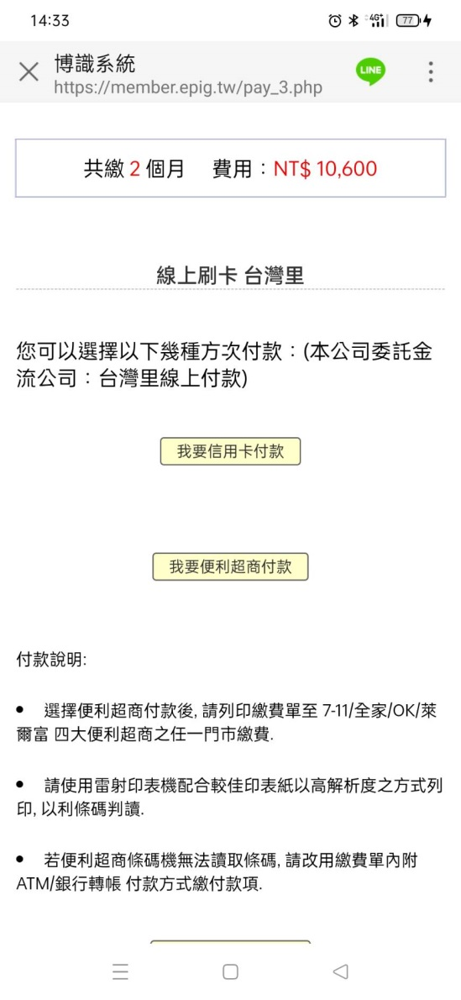 14:33
4G+
77
博識系統
https://member.epig.tw/pay_3.php
LINE
共繳 2 個月 費用：NT$ 10,600
線上刷卡 台灣里
您可以選擇以下幾種方次付款：(本公司委託金
流公司：台灣里線上付款)
我要信用卡付款
我要便利超商付款
付款說明:
• 選擇便利超商付款後, 請列印繳費單至 7-11/全家/OK/萊
爾富 四大便利超商之任一門市繳費.
• 請使用雷射印表機配合較佳印表紙以高解析度之方式列
印, 以利條碼判讀.
• 若便利超商條碼機無法讀取條碼, 請改用繳費單內附
ATM/銀行轉帳 付款方式繳付款項.